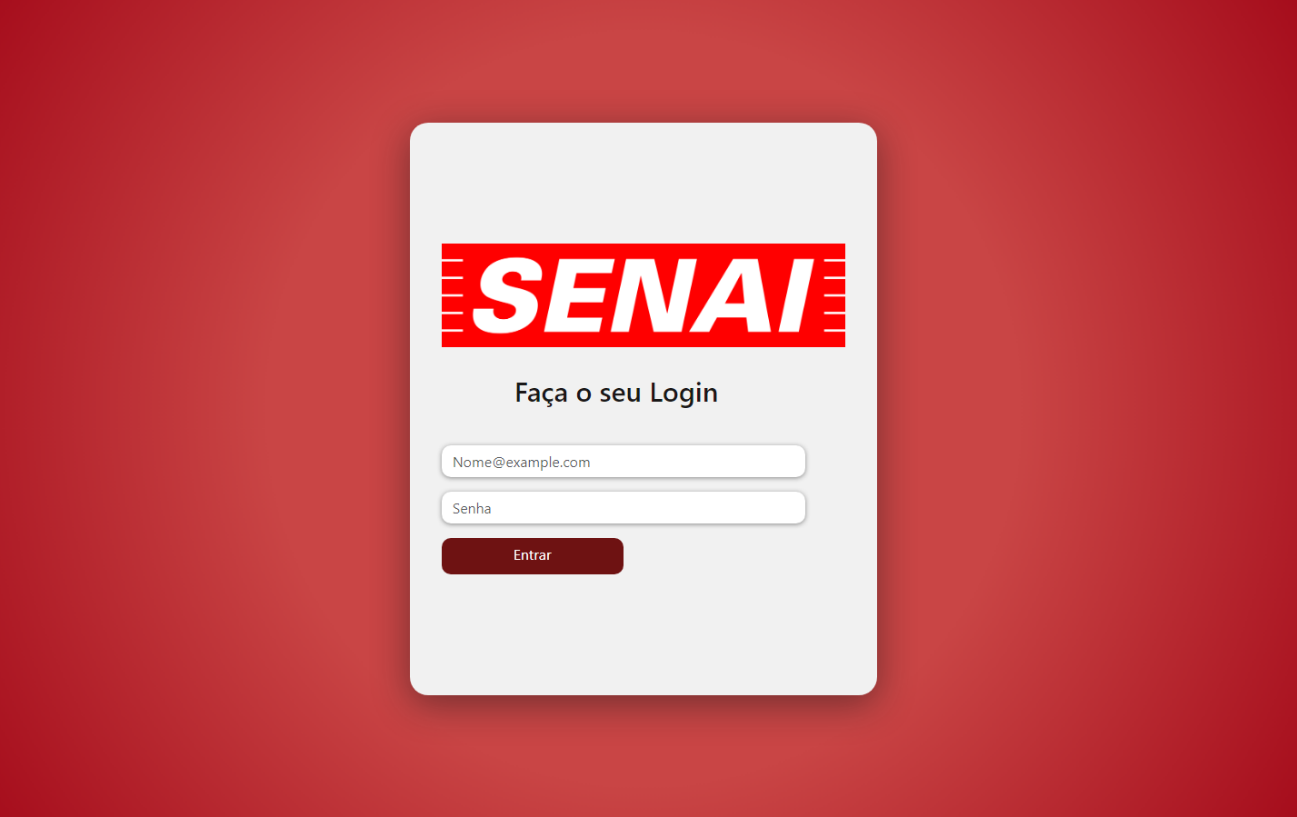 SENAI
Faça o seu Login
Nome@example.com
Senha
Entrar